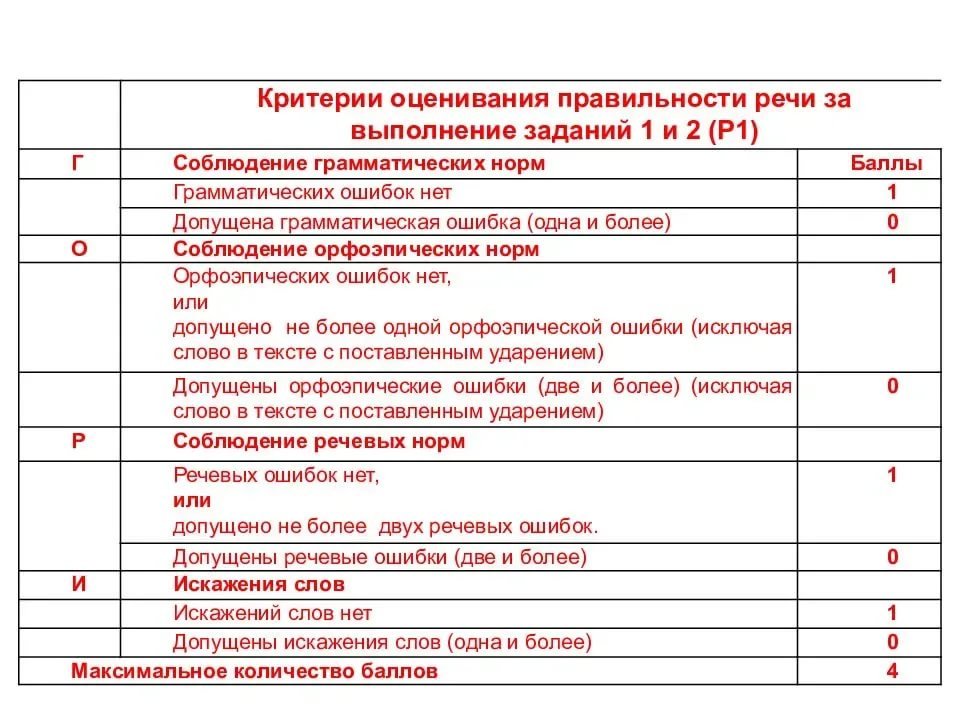 Критерии оценивания правильности речи за
выполнение заданий 1 и 2 (Р1)
Г Соблюдение грамматических норм Баллы
Грамматических ошибок нет 1
Допущена грамматическая ошибка (одна и более) 0
О Соблюдение орфоэпических норм
Орфоэпических ошибок нет, 1
или
допущено не более одной орфоэпической ошибки (исключая
слово в тексте с поставленным ударением)
Допущены орфоэпические ошибки (две и более) (исключая 0
слово в тексте с поставленным ударением)
Р Соблюдение речевых норм
Речевых ошибок нет, 1
или
допущено не более двух речевых ошибок.
Допущены речевые ошибки (две и более) 0
И Искажения слов
Искажений слов нет 1
Допущены искажения слов (одна и более) 0
Максимальное количество баллов 4